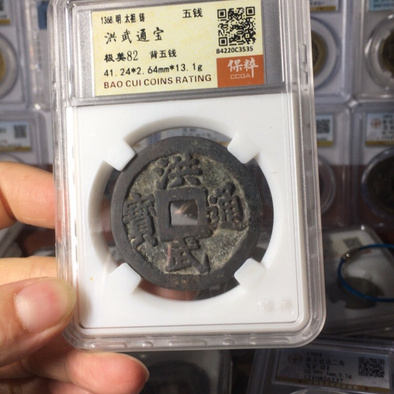 1368 明 太祖 铸 五钱
洪武通宝
极美82 背五钱
41.24*2.64mm*13.1g
BAO CUI COINS RATING
B4220C3535
保粹
CCGA
洪武通寳